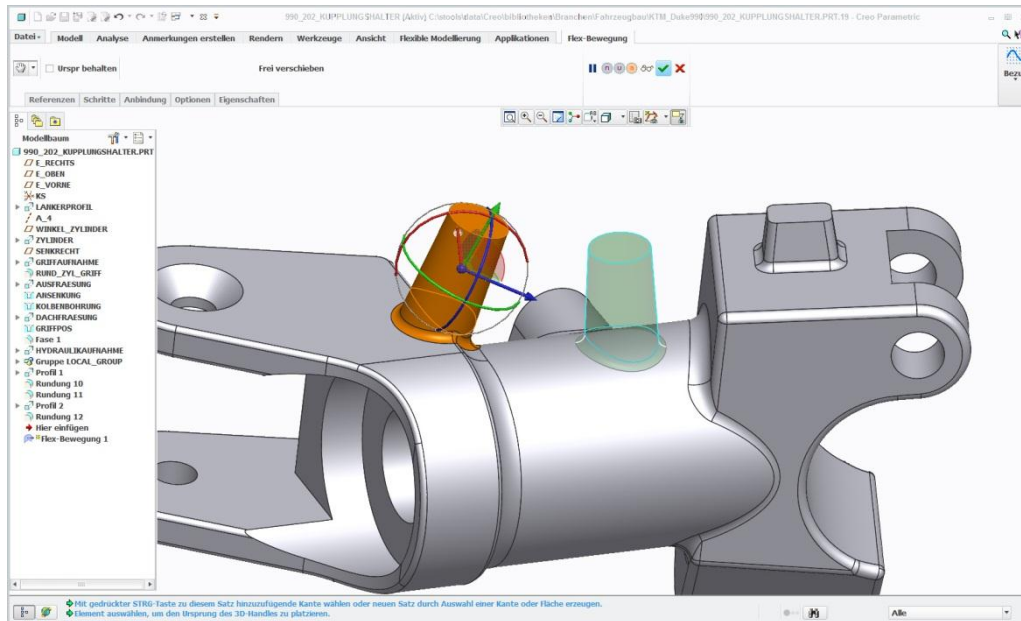 990_202_KUPPLUNGSHALTER (Aktiv) C:\stools\data\Creo\bibliotheken\Branchen\Fahrzeugbau\KTM_Duke990\990_202_KUPPLUNGSHALTER.PRT.19 - Creo Parametric
Datei Modell Analyse Anmerkungen erstellen Rendern Werkzeuge Ansicht Flexible Modellierung Applikationen Flex-Bewegung
Urspr behalten Frei verschieben
Bezu
Referenzen Schritte Anbindung Optionen Eigenschaften
Modellbaum
990_202_KUPPLUNGSHALTER.PRT
E_RECHTS
E_OBEN
E_VORNE
KS
LANKERPROFIL
A_4
WINKEL_ZYLINDER
ZYLINDER
SENKRECHT
GRIFFAUFNAHME
RUND_ZYL_GRIFF
AUSFRAESUNG
ANSENKUNG
KOLBENBOHRUNG
DACHFRAESUNG
GRIFFPOS
Fase 1
HYDRAULIKAUFNAHME
Gruppe LOCAL_GROUP
Profil 1
Rundung 10
Rundung 11
Profil 2
Rundung 12
Hier einfügen
Flex-Bewegung 1
Mit gedrückter STRG-Taste zu diesem Satz hinzuzufügende Kante wählen oder neuen Satz durch Auswahl einer Kante oder Fläche erzeugen.
Element auswählen, um den Ursprung des 3D-Handles zu platzieren.
Alle